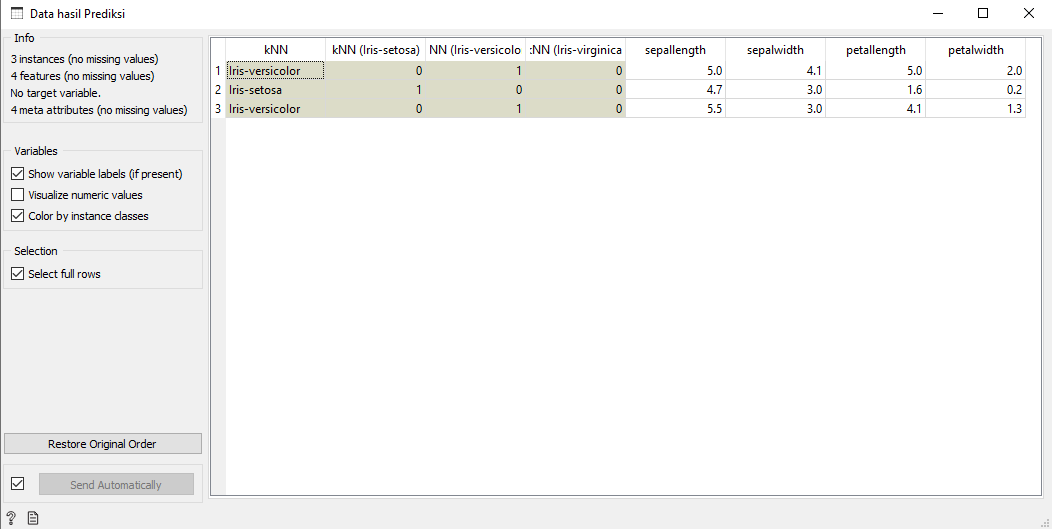 Data hasil Prediksi
Info
3 instances (no missing values)
4 features (no missing values)
No target variable.
4 meta attributes (no missing values)
Variables
Show variable labels (if present)
Visualize numeric values
Color by instance classes
Selection
Select full rows
Restore Original Order
Send Automatically
?
kNN kNN (Iris-setosa) NN (Iris-versicolo :NN (Iris-virginica sepallength sepalwidth petallength petalwidth
1 Iris-versicolor 0 1 0 5.0 4.1 5.0 2.0
2 Iris-setosa 1 0 0 4.7 3.0 1.6 0.2
3 Iris-versicolor 0 1 0 5.5 3.0 4.1 1.3